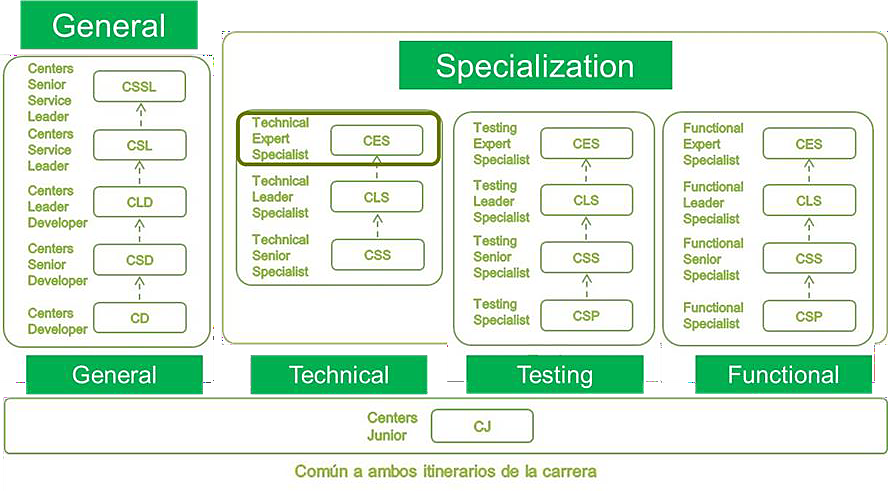 General
Specialization
Centers
Senior
Service
Leader
CSSL
Centers
Service
Leader
CSL
Centers
Leader
Developer
CLD
Centers
Senior
Developer
CSD
Centers
Developer
CD
Technical
Expert
Specialist
CES
Technical
Leader
Specialist
CLS
Technical
Senior
Specialist
CSS
Testing
Expert
Specialist
CES
Testing
Leader
Specialist
CLS
Testing
Senior
Specialist
CSS
Testing
Specialist
CSP
Functional
Expert
Specialist
CES
Functional
Leader
Specialist
CLS
Functional
Senior
Specialist
CSS
Functional
Specialist
CSP
General
Technical
Testing
Functional
Centers
Junior
CJ
Común a ambos itinerarios de la carrera